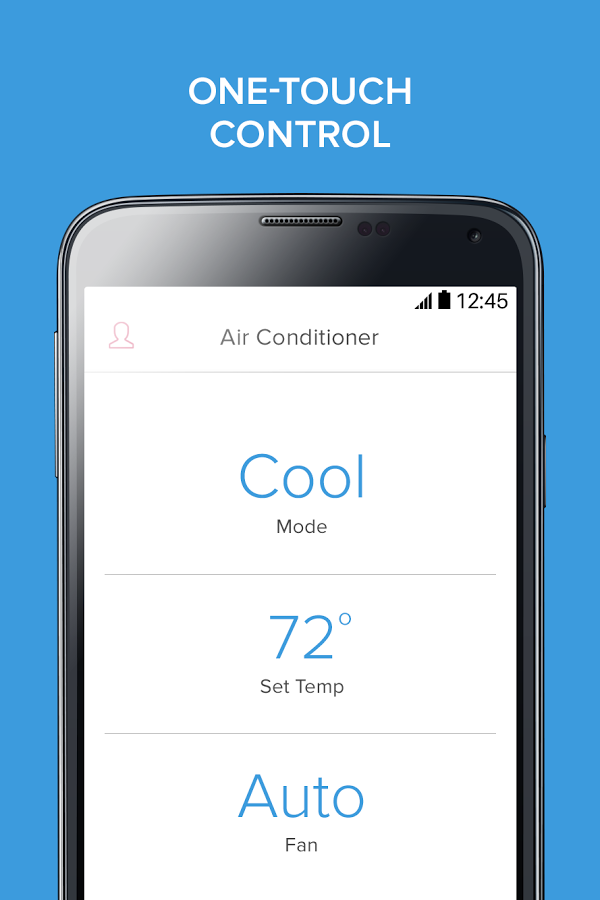 ONE-TOUCH
CONTROL
12:45
Air Conditioner
Cool
Mode
72°
Set Temp
Auto
Fan